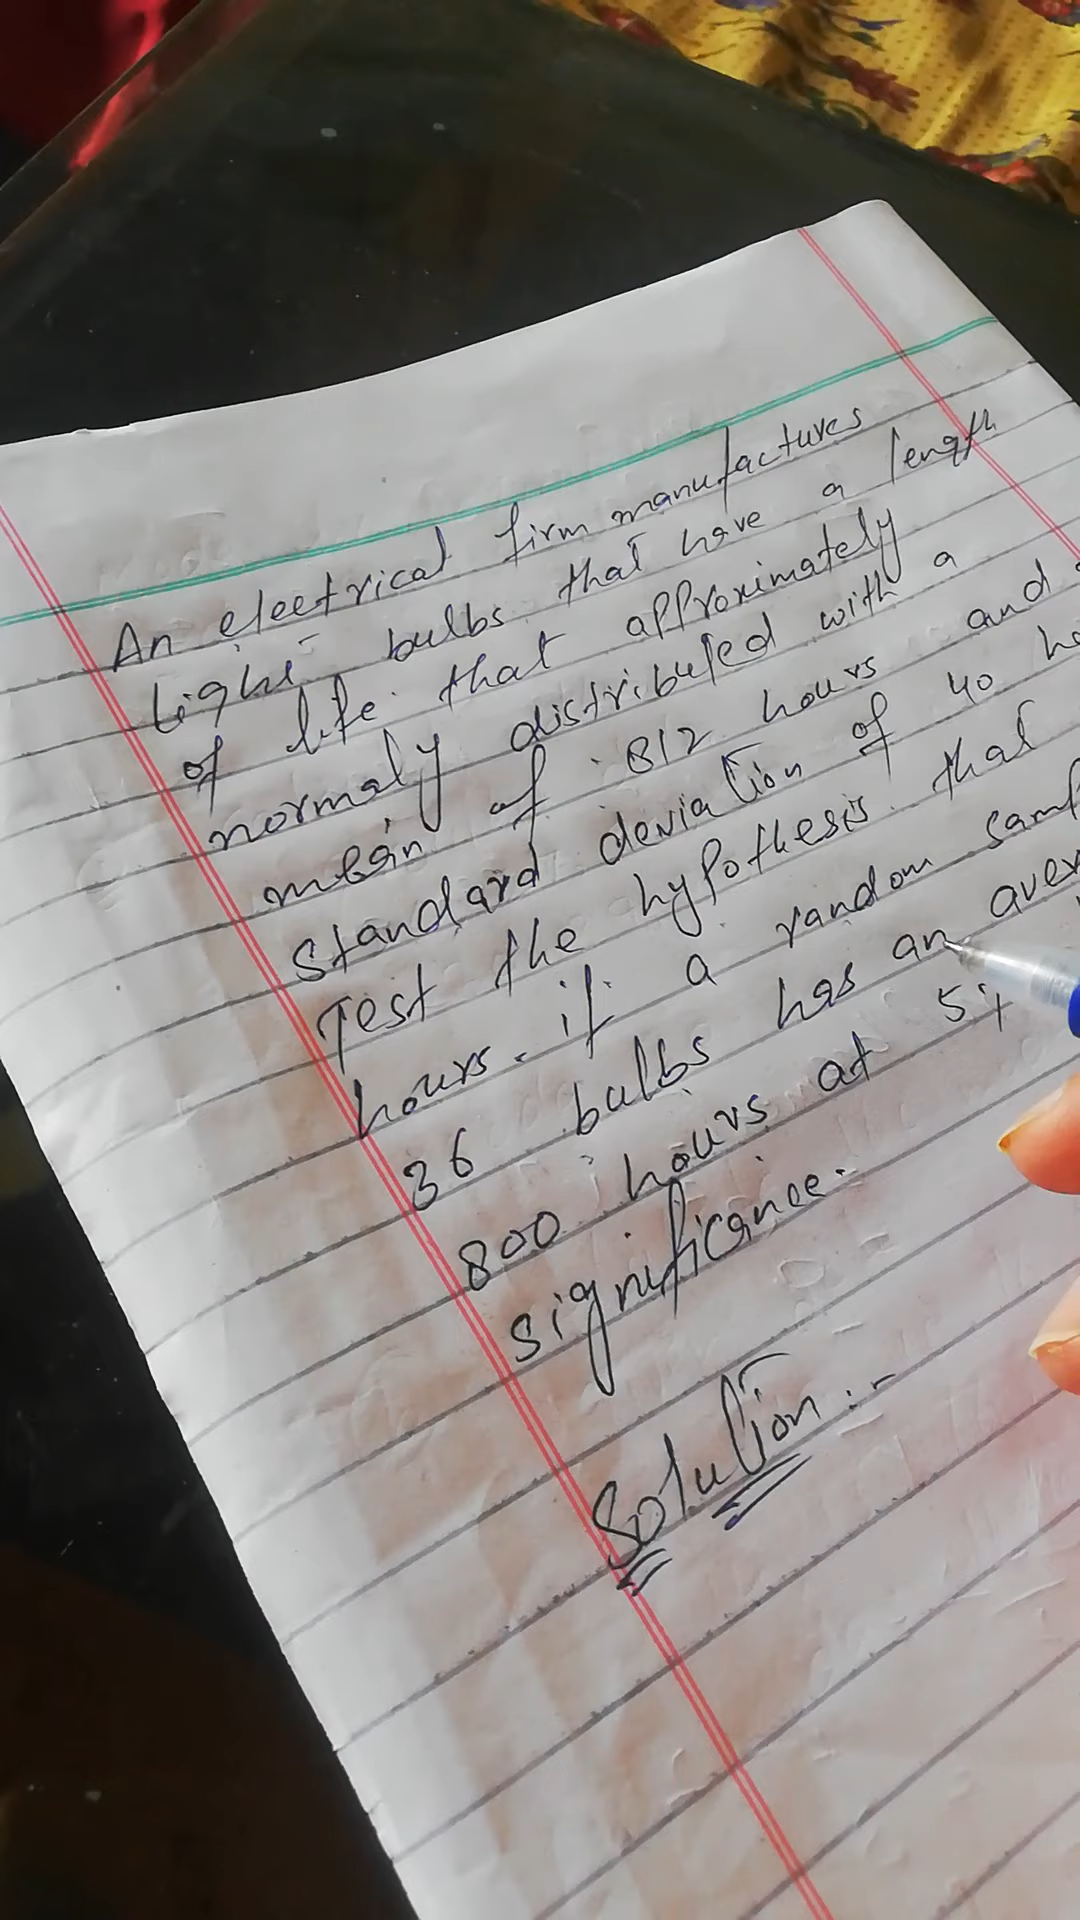 An electrical firm manufactures
light bulbs that have a length
of life that approximately
normaly distributed with a
mean of 812 hours and
standard deviation of 40
Test the hypothesis that
hours. if a random
36 bulbs has an
800 hours at 5%
significance.
Solution :-